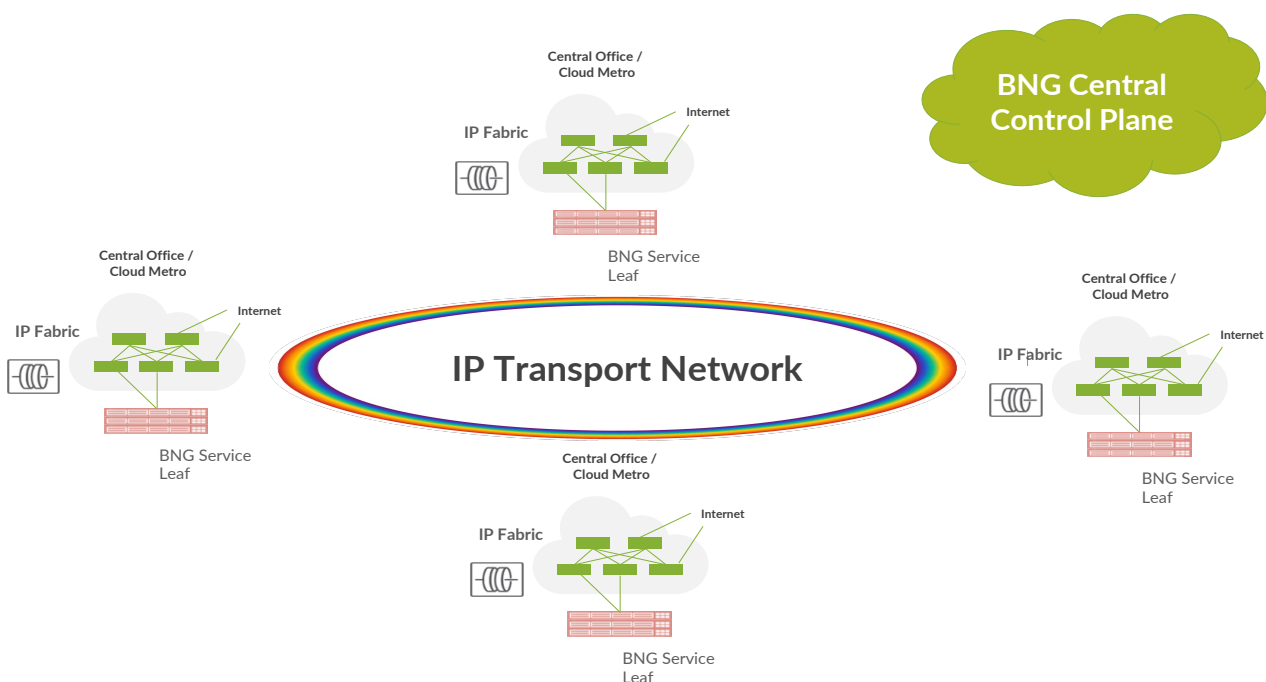 Central Office /
Cloud Metro
BNG Central
Control Plane
Internet
IP Fabric
BNG Service
Leaf
Central Office /
Cloud Metro
Internet
IP Fabric
BNG Service
Leaf
IP Transport Network
Central Office /
Cloud Metro
Internet
IP Fabric
BNG Service
Leaf
Central Office /
Cloud Metro
Internet
IP Fabric
BNG Service
Leaf